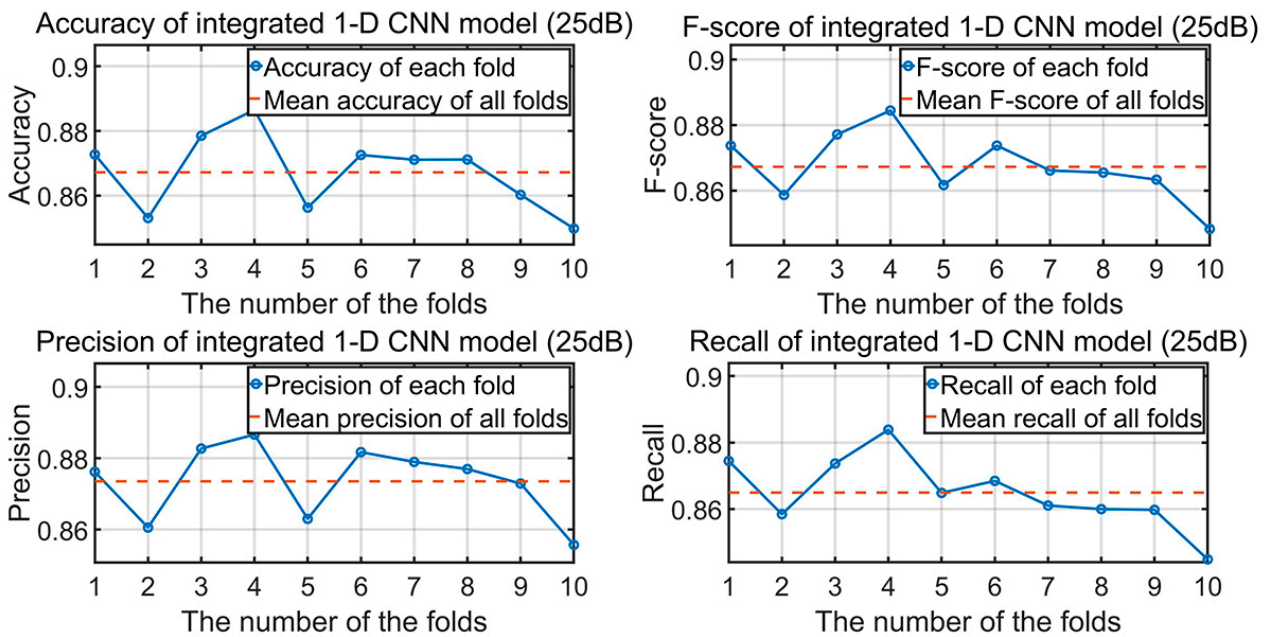 Accuracy of integrated 1-D CNN model (25dB)
Accuracy of each fold
Mean accuracy of all folds
0.9
0.88
0.86
Accuracy
1 2 3 4 5 6 7 8 9 10
The number of the folds
F-score of integrated 1-D CNN model (25dB)
F-score of each fold
Mean F-score of all folds
0.9
0.88
0.86
F-score
1 2 3 4 5 6 7 8 9 10
The number of the folds
Precision of integrated 1-D CNN model (25dB)
Precision of each fold
Mean precision of all folds
0.9
0.88
0.86
Precision
1 2 3 4 5 6 7 8 9 10
The number of the folds
Recall of integrated 1-D CNN model (25dB)
Recall of each fold
Mean recall of all folds
0.9
0.88
0.86
Recall
1 2 3 4 5 6 7 8 9 10
The number of the folds